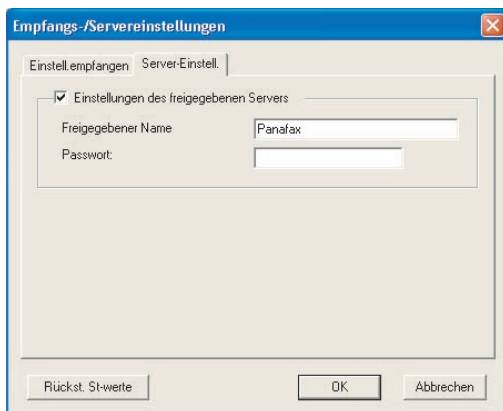 Empfangs-/Servereinstellungen
Einstell.empfangen
Server-Einstell.
Einstellungen des freigegebenen Servers
Freigegebener Name
Panafax
Passwort:
Rückst. St-werte
OK
Abbrechen